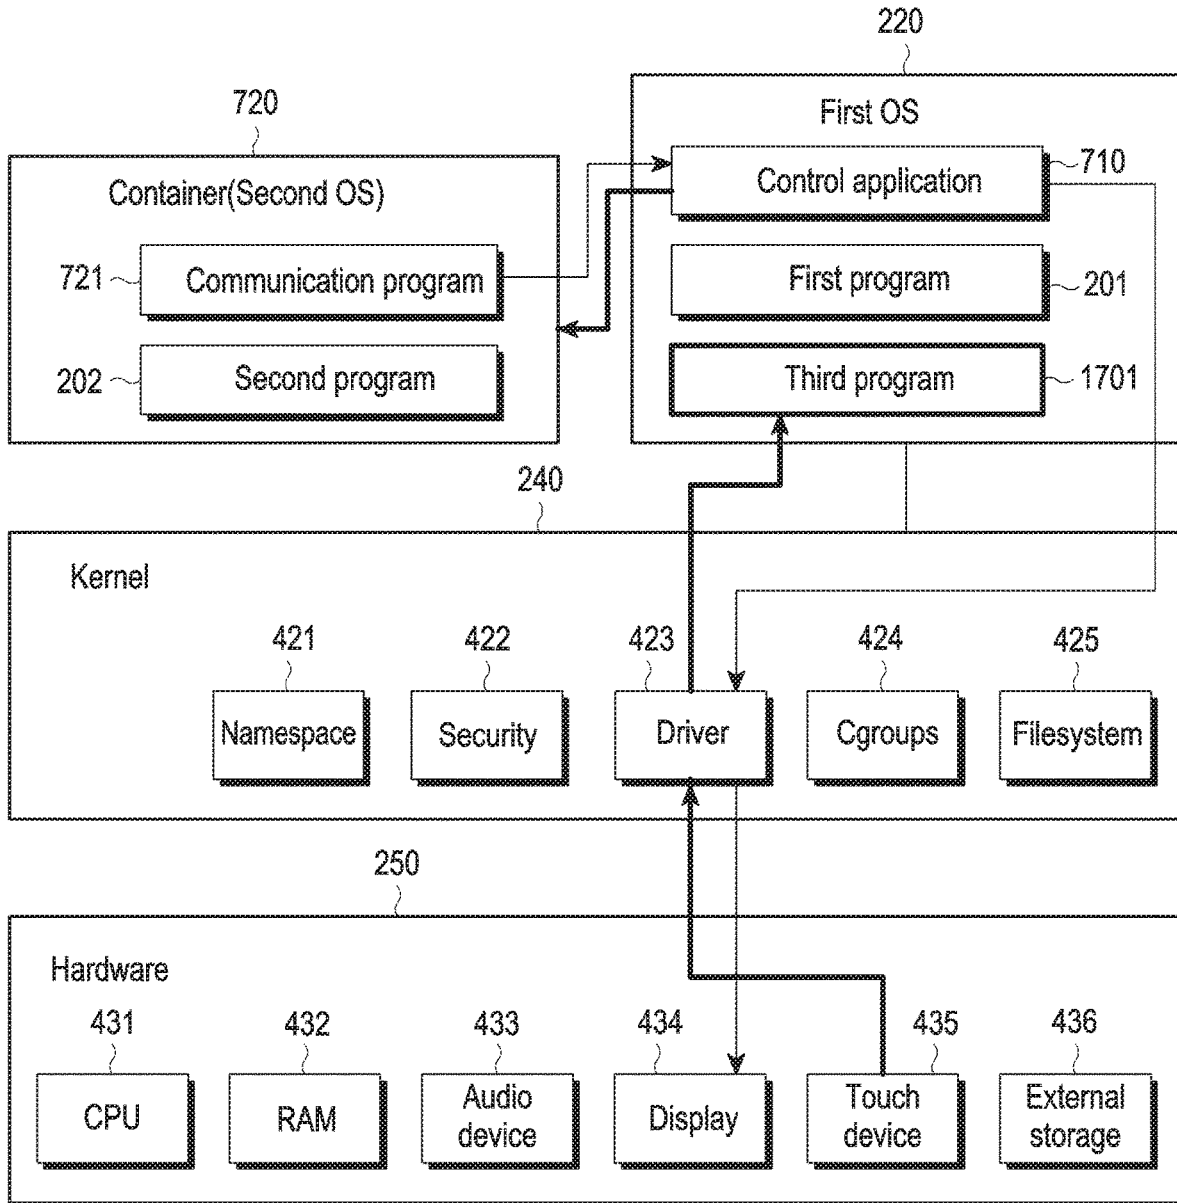 220
720
First OS
Control application
710
Container(Second OS)
721
Communication program
First program
201
202
Second program
Third program
1701
240
Kernel
421
422
423
424
425
Namespace
Security
Driver
Cgroups
Filesystem
250
Hardware
431
432
433
434
435
436
CPU
RAM
Audio
device
Display
Touch
device
External
storage